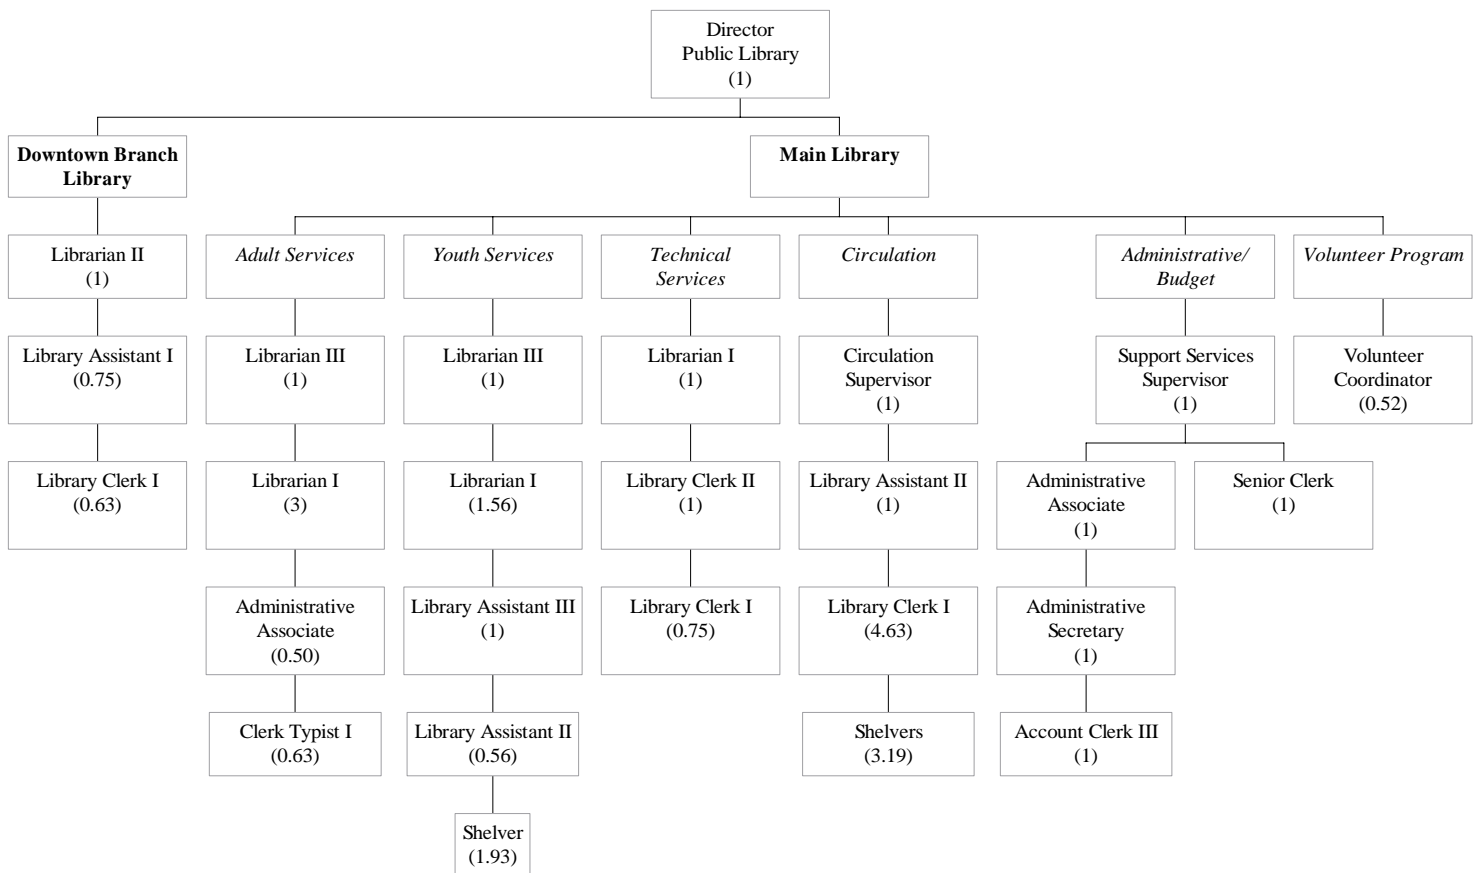 Director
Public Library
(1)
Downtown Branch
Library
Main Library
Librarian II
(1)
Adult Services
Youth Services
Technical
Services
Circulation
Administrative/
Budget
Volunteer Program
Library Assistant I
(0.75)
Librarian III
(1)
Librarian III
(1)
Librarian I
(1)
Circulation
Supervisor
(1)
Support Services
Supervisor
(1)
Volunteer
Coordinator
(0.52)
Library Clerk I
(0.63)
Librarian I
(3)
Librarian I
(1.56)
Library Clerk II
(1)
Library Assistant II
(1)
Administrative
Associate
(1)
Senior Clerk
(1)
Administrative
Associate
(0.50)
Library Assistant III
(1)
Library Clerk I
(0.75)
Library Clerk I
(4.63)
Administrative
Secretary
(1)
Clerk Typist I
(0.63)
Library Assistant II
(0.56)
Shelvers
(3.19)
Account Clerk III
(1)
Shelver
(1.93)